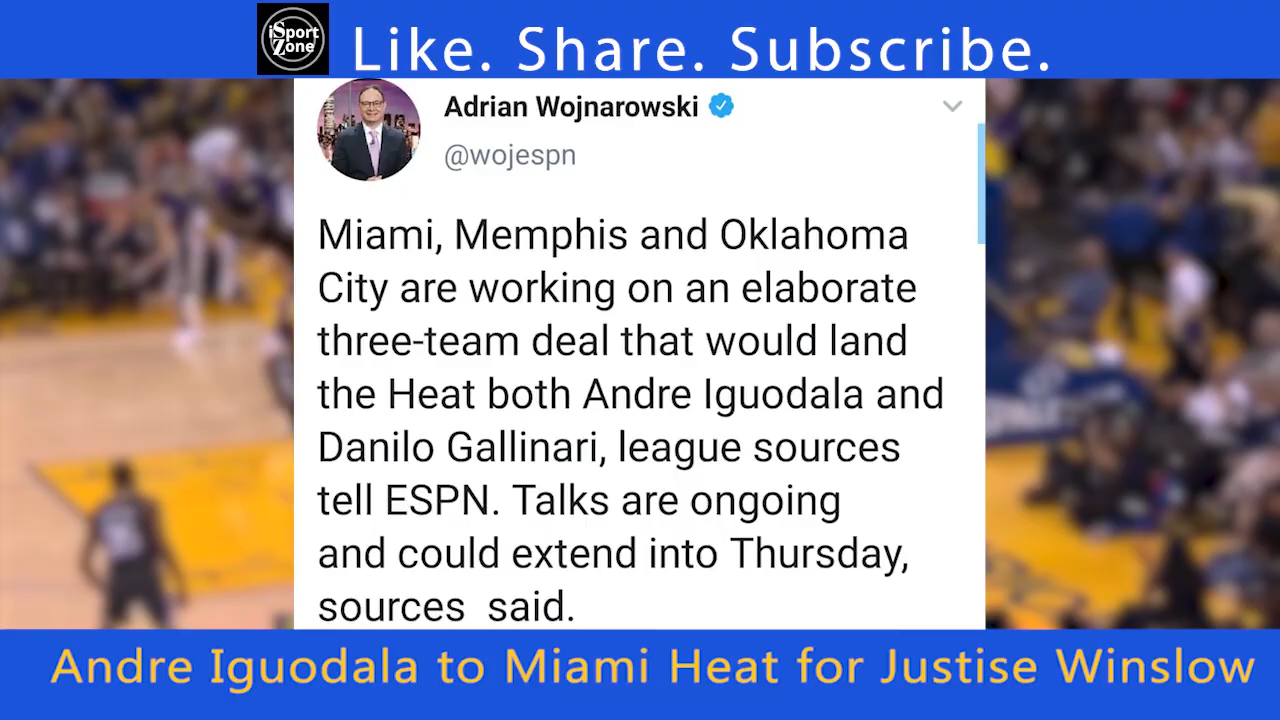 iSport
Zone
Like. Share. Subscribe.
Adrian Wojnarowski
@wojespn
Miami, Memphis and Oklahoma
City are working on an elaborate
three-team deal that would land
the Heat both Andre Iguodala and
Danilo Gallinari, league sources
tell ESPN. Talks are ongoing
and could extend into Thursday,
sources said.
Andre Iguodala to Miami Heat for Justise Winslow